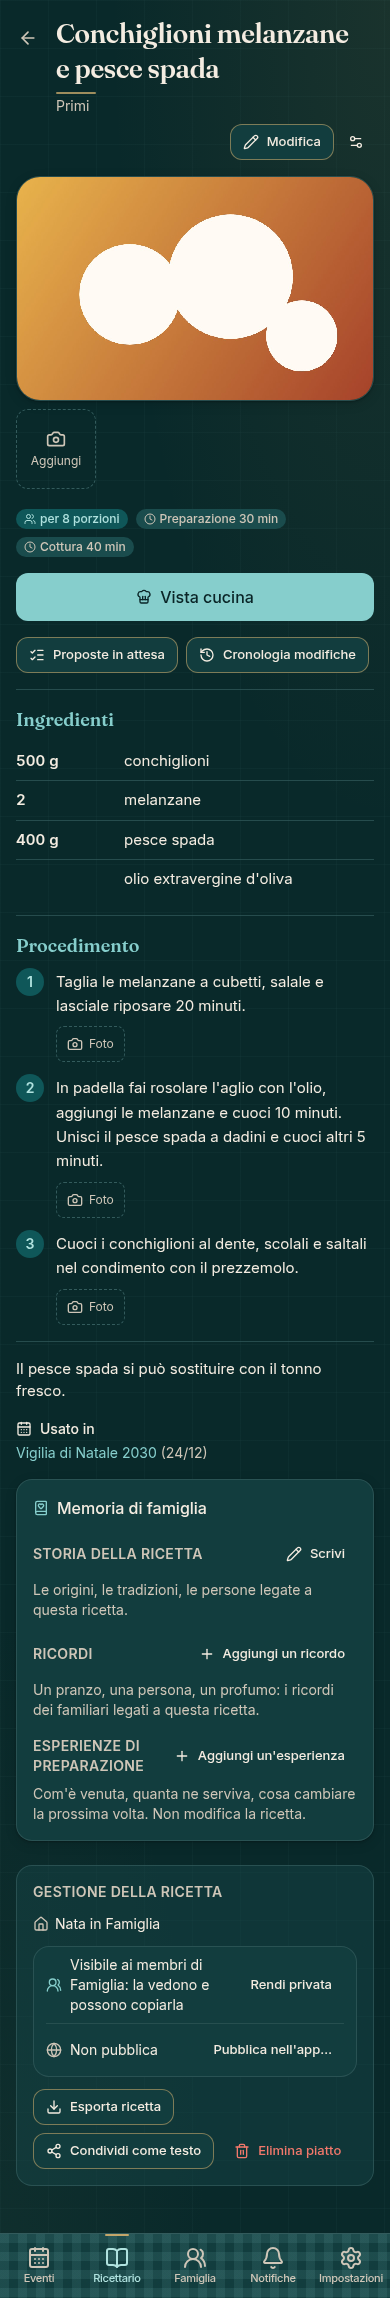 Conchiglioni melanzane
e pesce spada
Primi
Modifica
Aggiungi
per 8 porzioni
Preparazione 30 min
Cottura 40 min
Vista cucina
Proposte in attesa
Cronologia modifiche
Ingredienti
500 g conchiglioni
2 melanzane
400 g pesce spada
olio extravergine d'oliva
Procedimento
1 Taglia le melanzane a cubetti, salale e
lasciale riposare 20 minuti.
Foto
2 In padella fai rosolare l'aglio con l'olio,
aggiungi le melanzane e cuoci 10 minuti.
Unisci il pesce spada a dadini e cuoci altri 5
minuti.
Foto
3 Cuoci i conchiglioni al dente, scolali e saltali
nel condimento con il prezzemolo.
Foto
Il pesce spada si può sostituire con il tonno
fresco.
Usato in
Vigilia di Natale 2030 (24/12)
Memoria di famiglia
STORIA DELLA RICETTA
Scrivi
Le origini, le tradizioni, le persone legate a
questa ricetta.
RICORDI
Aggiungi un ricordo
Un pranzo, una persona, un profumo: i ricordi
dei familiari legati a questa ricetta.
ESPERIENZE DI
PREPARAZIONE
Aggiungi un'esperienza
Com'è venuta, quanta ne serviva, cosa cambiare
la prossima volta. Non modifica la ricetta.
GESTIONE DELLA RICETTA
Nata in Famiglia
Visibile ai membri di
Famiglia: la vedono e
possono copiarla
Rendi privata
Non pubblica
Pubblica nell'app...
Esporta ricetta
Condividi come testo
Elimina piatto
Eventi
Ricettario
Famiglia
Notifiche
Impostazioni